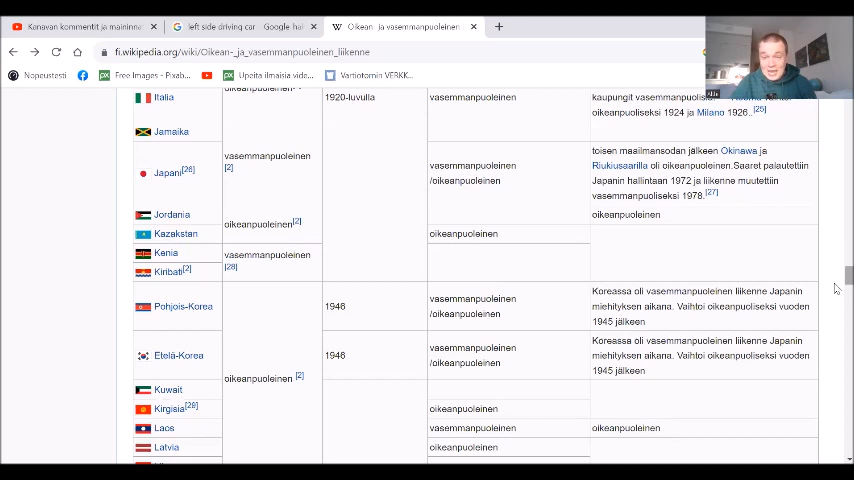 Kanavan kommentit ja maininna
left side driving car - Google hal
Oikean- ja vasemmanpuoleinen
fi.wikipedia.org/wiki/Oikean-_ja_vasemmanpuoleinen_liikenne
Nopeustesti
Free Images - Pixab...
Upeita ilmaisia vide...
Vartiotornin VERKK...
oikeanpuoleinen
Italia
1920-luvulla
vasemmanpuoleinen
oikeanpuoliseksi 1924 ja Milano 1926..[25]
Jamaika
vasemmanpuoleinen
[2]
Japani[26]
vasemmanpuoleinen
/oikeanpuoleinen
toisen maailmansodan jälkeen Okinawa ja
Riukiusaarilla oli oikeanpuoleinen.Saaret palautettiin
Japanin hallintaan 1972 ja liikenne muutettiin
vasemmanpuoliseksi 1978.[27]
Jordania
oikeanpuoleinen[2]
oikeanpuoleinen
Kazakstan
oikeanpuoleinen
Kenia
vasemmanpuoleinen
[28]
Kiribati[2]
Pohjois-Korea
1946
vasemmanpuoleinen
/oikeanpuoleinen
Koreassa oli vasemmanpuoleinen liikenne Japanin
miehityksen aikana. Vaihtoi oikeanpuoliseksi vuoden
1945 jälkeen
Etelä-Korea
1946
vasemmanpuoleinen
/oikeanpuoleinen
Koreassa oli vasemmanpuoleinen liikenne Japanin
miehityksen aikana. Vaihtoi oikeanpuoliseksi vuoden
1945 jälkeen
oikeanpuoleinen [2]
Kuwait
Kirgisia[29]
oikeanpuoleinen
Laos
vasemmanpuoleinen
oikeanpuoleinen
Latvia
oikeanpuoleinen